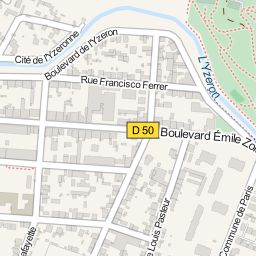 Cité de l'Yzeronne
Boulevard de l'Yzeron
L'Yzeron
Rue Francisco Ferrer
D 50
Boulevard Émile Zo
Louis Pasteur
Commune de Paris